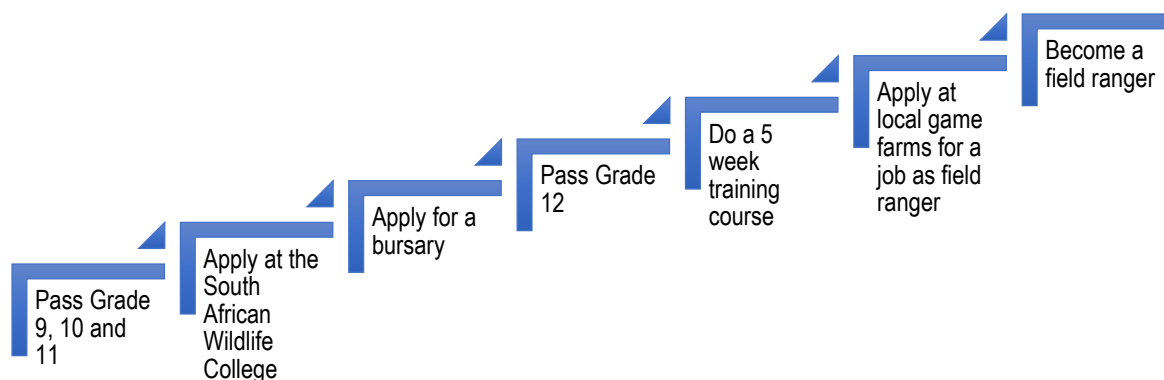 Pass Grade
9, 10 and
11
Apply at the
South
African
Wildlife
College
Apply for a
bursary
Pass Grade
12
Do a 5
week
training
course
Apply at
local game
farms for a
job as field
ranger
Become a
field ranger